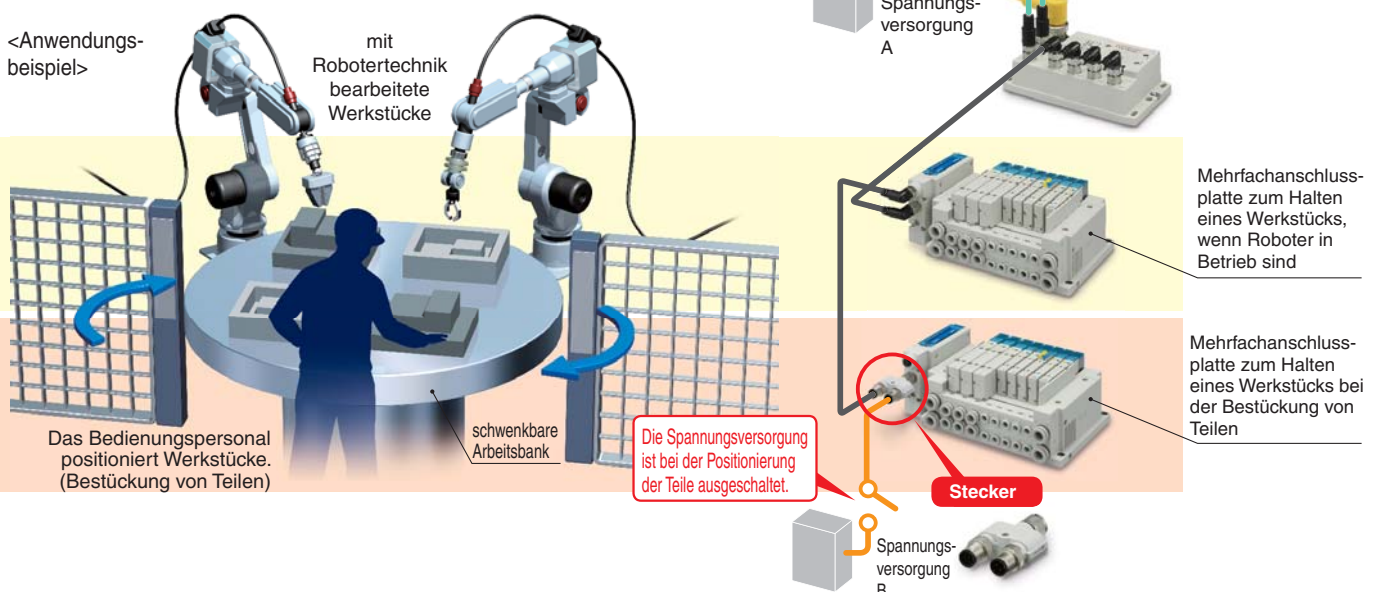 <Anwendungs-
beispiel>
mit
Robotertechnik
bearbeitete
Werkstücke
Das Bedienungspersonal
positioniert Werkstücke.
(Bestückung von Teilen)
schwenkbare
Arbeitsbank
Spannungs-
versorgung
A
Mehrfachanschluss-
platte zum Halten
eines Werkstücks,
wenn Roboter in
Betrieb sind
Mehrfachanschluss-
platte zum Halten
eines Werkstücks bei
der Bestückung von
Teilen
Die Spannungsversorgung
ist bei der Positionierung
der Teile ausgeschaltet.
Stecker
Spannungs-
versorgung
B